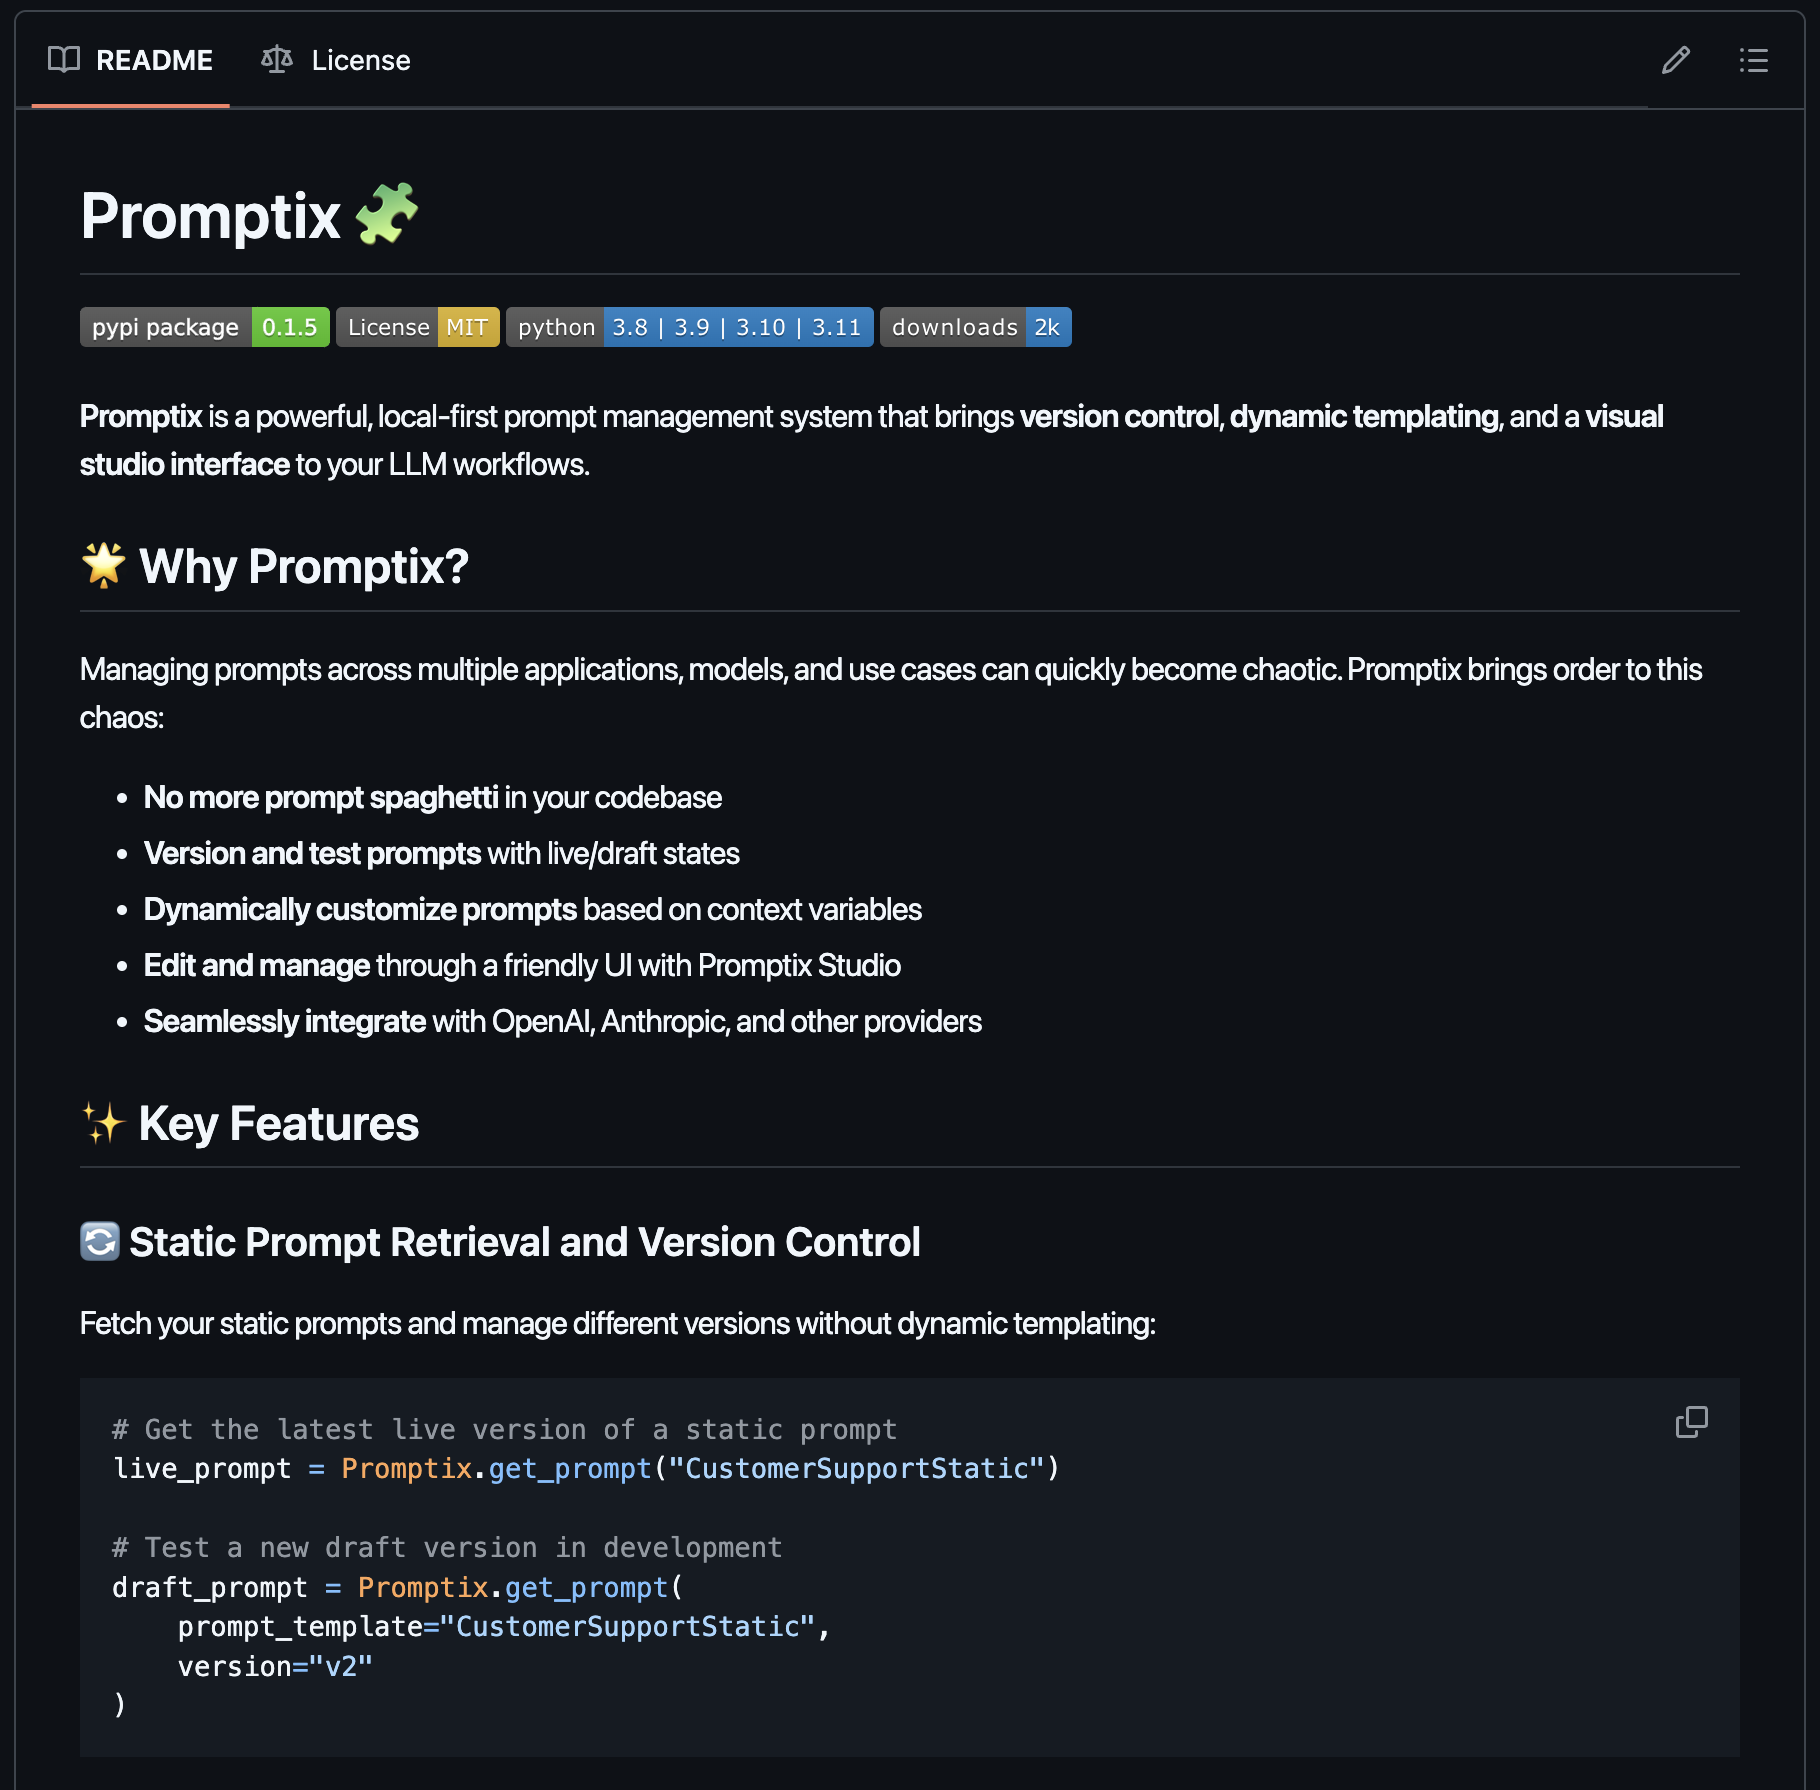 README License
Promptix
pypi package 0.1.5 License MIT python 3.8 | 3.9 | 3.10 | 3.11 downloads 2k
Promptix is a powerful, local-first prompt management system that brings version control, dynamic templating, and a visual
studio interface to your LLM workflows.
Why Promptix?
Managing prompts across multiple applications, models, and use cases can quickly become chaotic. Promptix brings order to this
chaos:
• No more prompt spaghetti in your codebase
• Version and test prompts with live/draft states
• Dynamically customize prompts based on context variables
• Edit and manage through a friendly UI with Promptix Studio
• Seamlessly integrate with OpenAI, Anthropic, and other providers
Key Features
Static Prompt Retrieval and Version Control
Fetch your static prompts and manage different versions without dynamic templating:
# Get the latest live version of a static prompt
live_prompt = Promptix.get_prompt("CustomerSupportStatic")
# Test a new draft version in development
draft_prompt = Promptix.get_prompt(
    prompt_template="CustomerSupportStatic",
    version="v2"
)